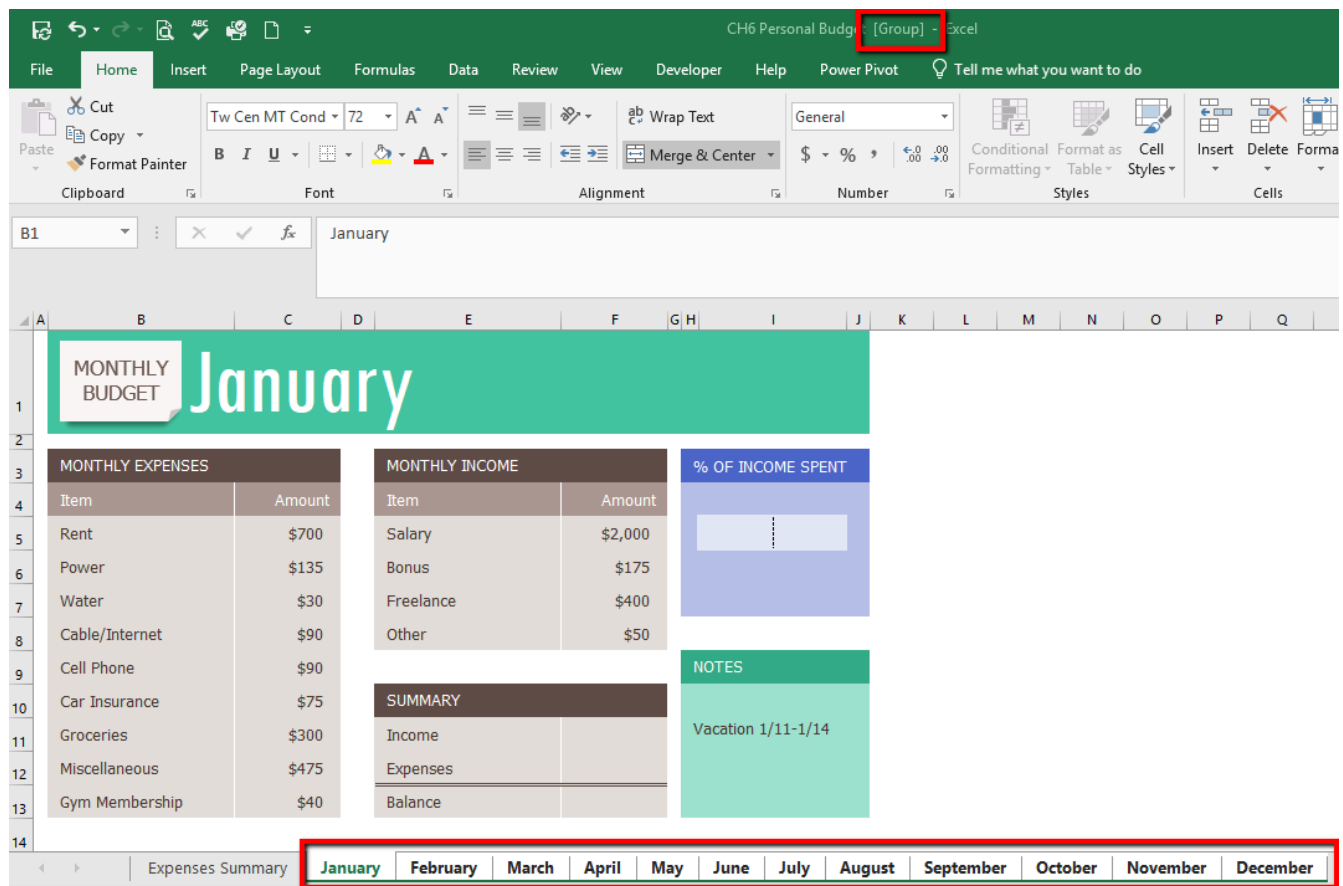 CH6 Personal Budge [Group] - Excel
File Home Insert Page Layout Formulas Data Review View Developer Help Power Pivot Tell me what you want to do
Cut
Copy
Format Painter
Paste
Tw Cen MT Cond 72 A A
B I U A
ab Wrap Text
Merge & Center
General
$ % , .0 .00 .00 .0
Conditional Formatting
Format as Table
Cell Styles
Insert Delete Forma
Clipboard Font Alignment Number Styles Cells
B1 fx January
A B C D E F G H I J K L M N O P Q
1
MONTHLY
BUDGET
January
2
3 MONTHLY EXPENSES MONTHLY INCOME % OF INCOME SPENT
4 Item Amount Item Amount
5 Rent $700 Salary $2,000
6 Power $135 Bonus $175
7 Water $30 Freelance $400
8 Cable/Internet $90 Other $50
9 Cell Phone $90 NOTES
10 Car Insurance $75 SUMMARY
11 Groceries $300 Income Vacation 1/11-1/14
12 Miscellaneous $475 Expenses
13 Gym Membership $40 Balance
14
Expenses Summary January February March April May June July August September October November December